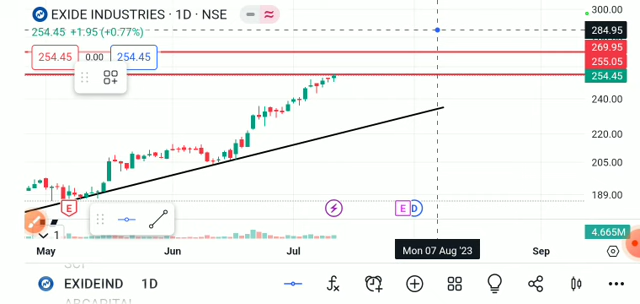 EXIDE INDUSTRIES · 1D · NSE
254.45 +1.95 (+0.77%)
254.45 0.00 254.45
300.00
284.95
269.95
255.05
254.45
240.00
220.00
205.00
189.00
E
E D
1
4.665M
May Jun Jul Mon 07 Aug '23 Sep
EXIDEIND 1D
fx